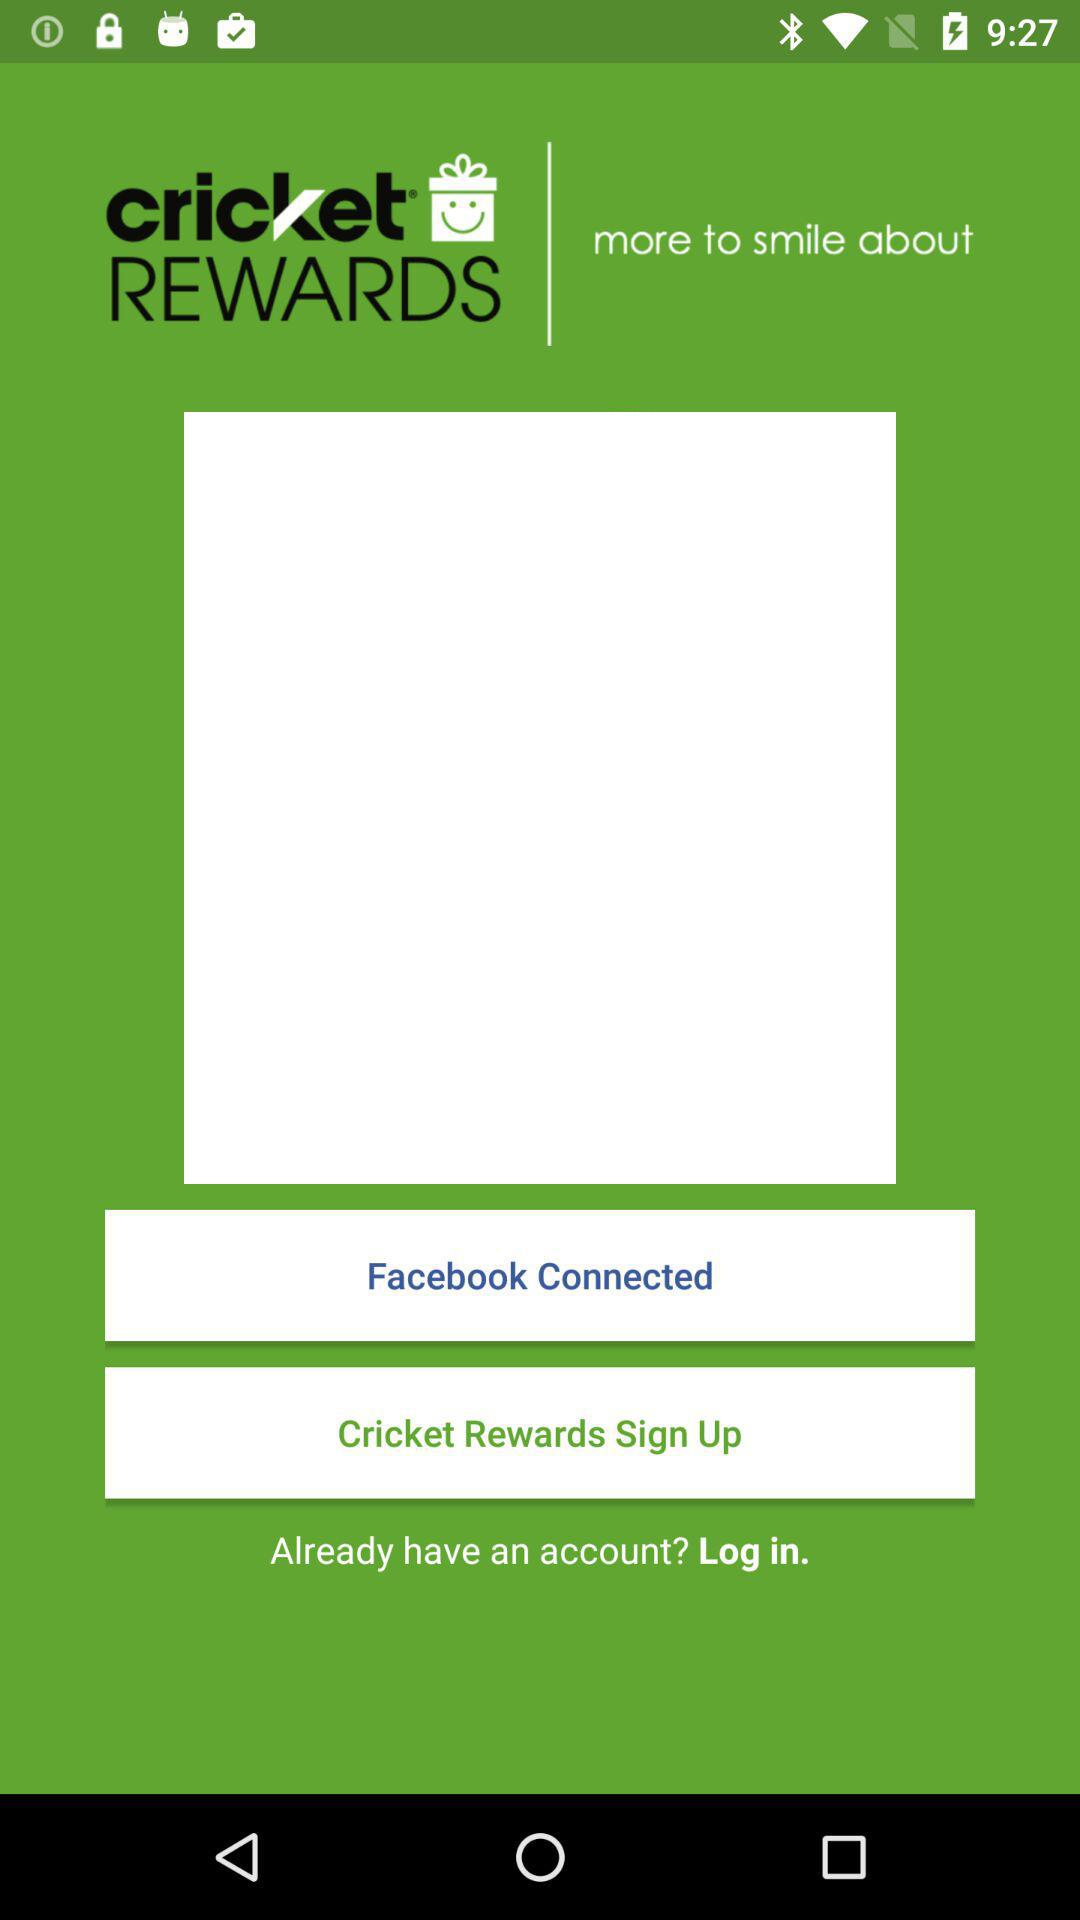 9:27
cricket®
REWARDS
more to smile about
Facebook Connected
Cricket Rewards Sign Up
Already have an account? Log in.